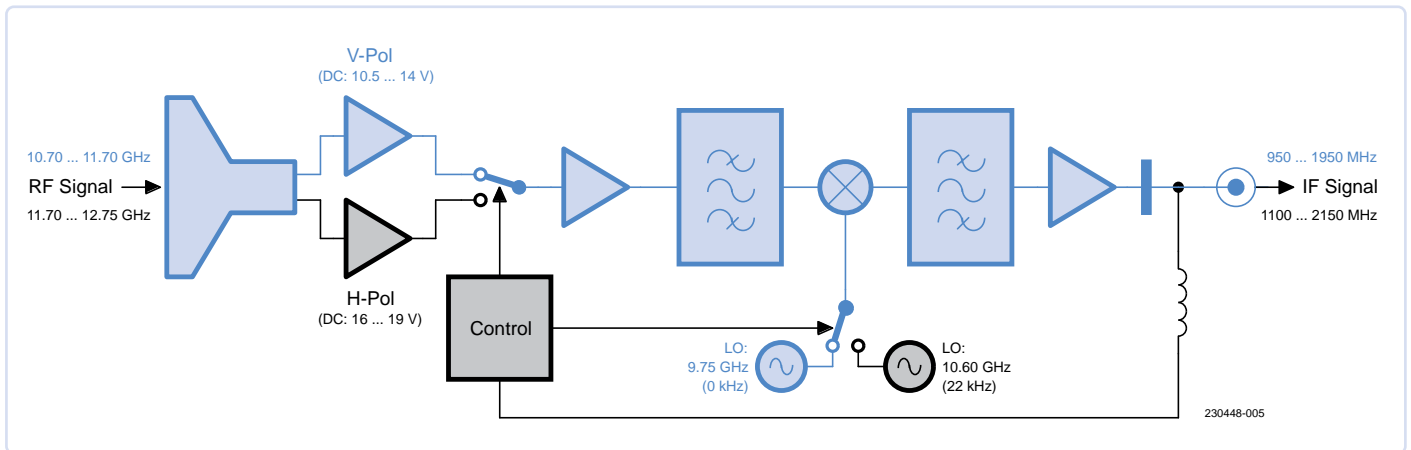 V-Pol
(DC: 10.5 ... 14 V)
10.70 ... 11.70 GHz
RF Signal
11.70 ... 12.75 GHz
H-Pol
(DC: 16 ... 19 V)
Control
LO:
9.75 GHz
(0 kHz)
LO:
10.60 GHz
(22 kHz)
950 ... 1950 MHz
IF Signal
1100 ... 2150 MHz
230448-005